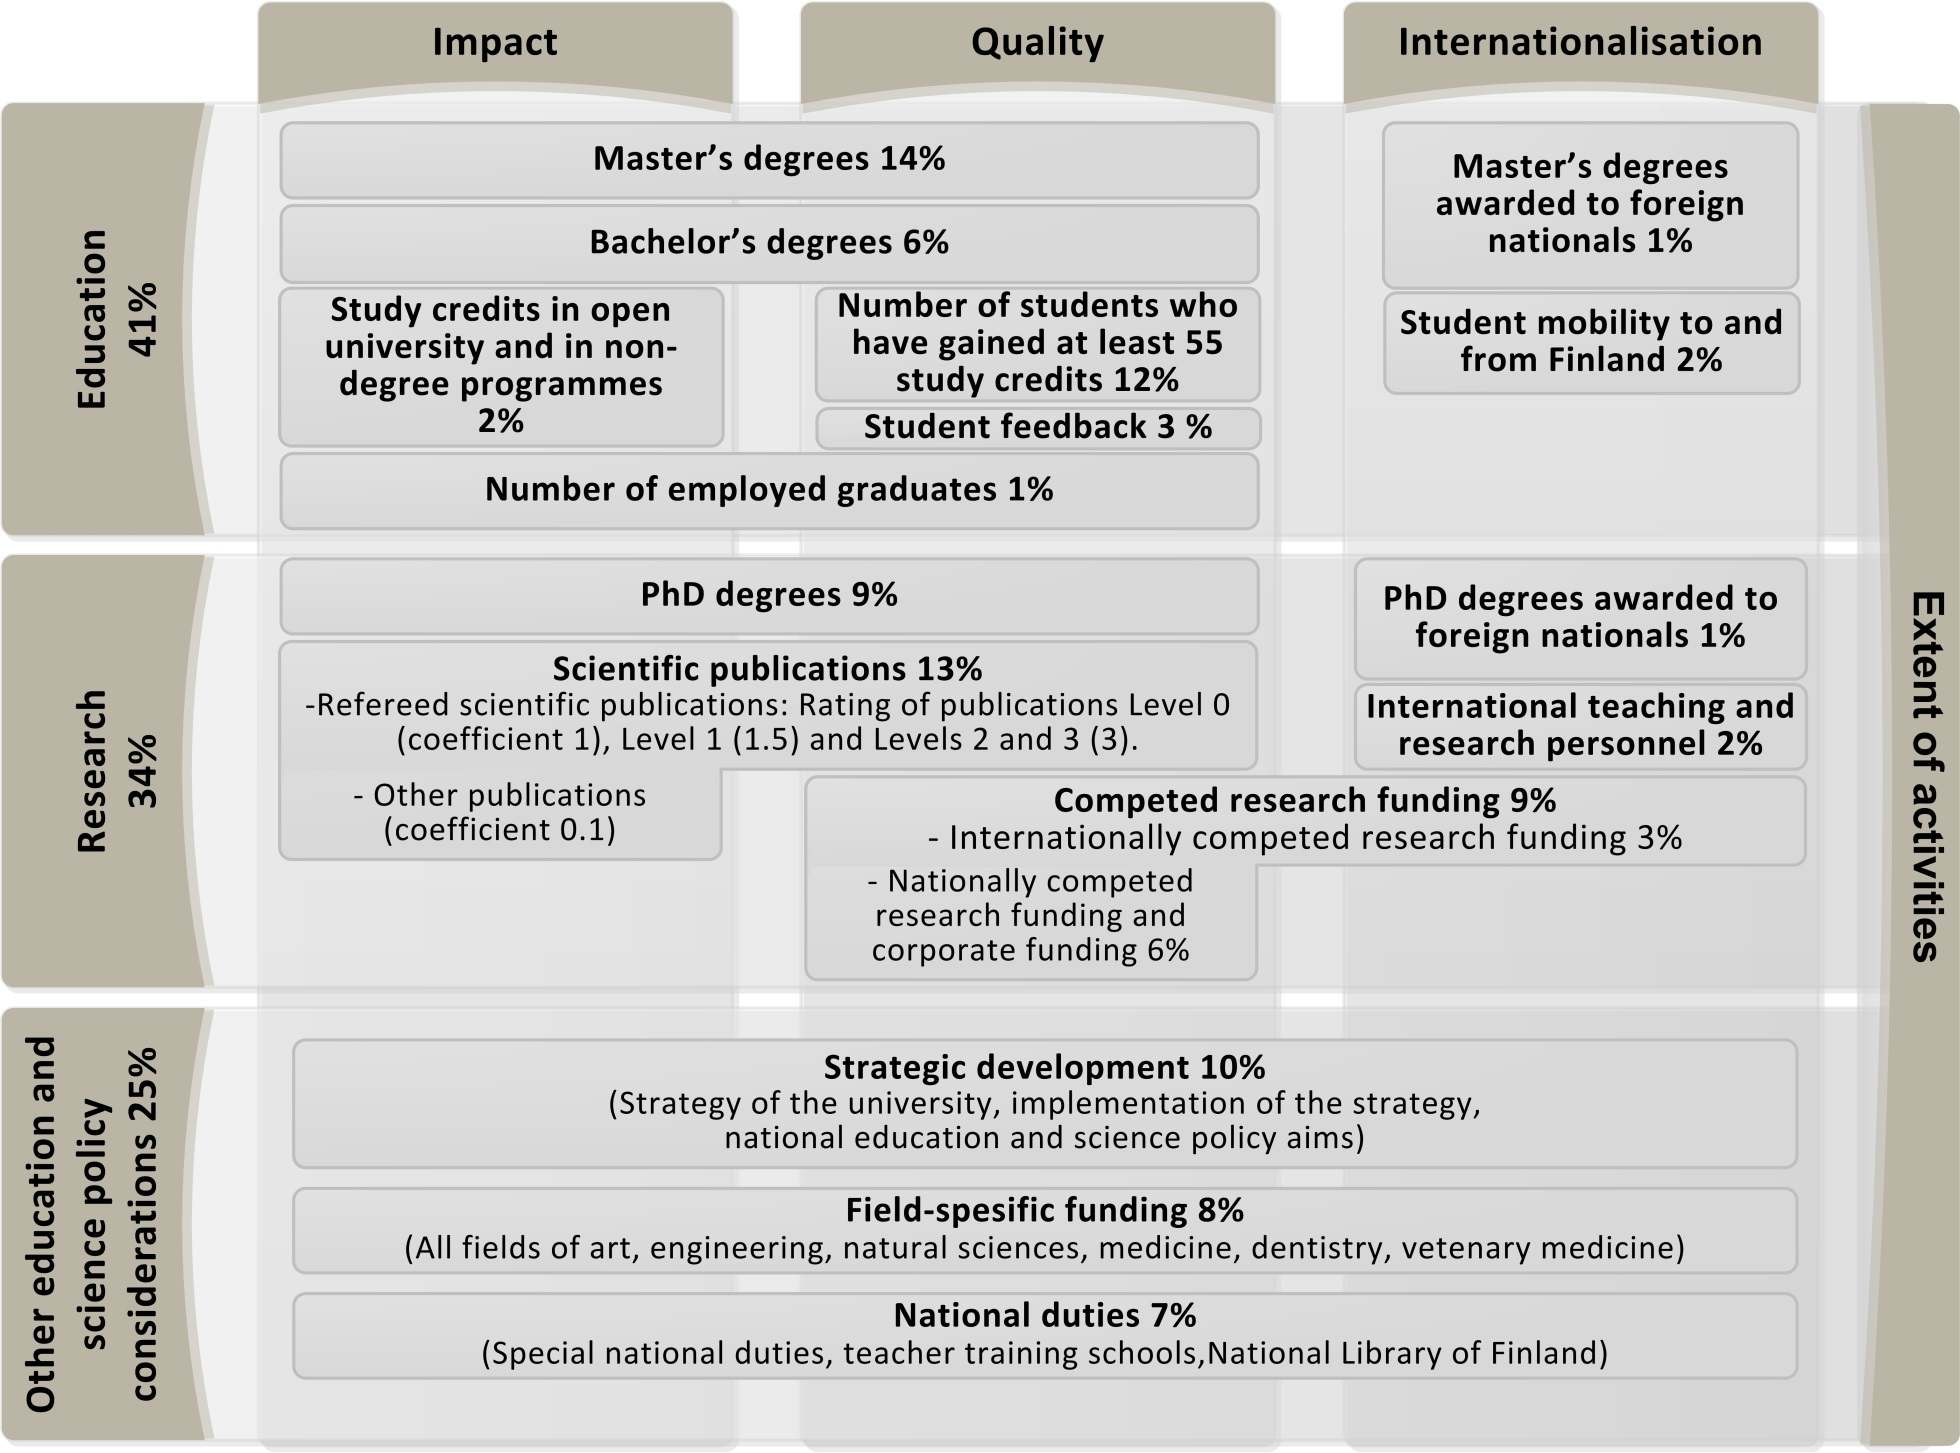 Impact
Quality
Internationalisation
Education
41%
Master’s degrees 14%
Bachelor’s degrees 6%
Study credits in open
university and in non-
degree programmes
2%
Number of students who
have gained at least 55
study credits 12%
Student feedback 3 %
Number of employed graduates 1%
Master’s degrees
awarded to foreign
nationals 1%
Student mobility to and
from Finland 2%
Research
34%
PhD degrees 9%
Scientific publications 13%
-Refereed scientific publications: Rating of publications Level 0
(coefficient 1), Level 1 (1.5) and Levels 2 and 3 (3).
- Other publications
(coefficient 0.1)
PhD degrees awarded to
foreign nationals 1%
International teaching and
research personnel 2%
Competed research funding 9%
- Internationally competed research funding 3%
- Nationally competed
research funding and
corporate funding 6%
Other education and
science policy
considerations 25%
Strategic development 10%
(Strategy of the university, implementation of the strategy,
national education and science policy aims)
Field-spesific funding 8%
(All fields of art, engineering, natural sciences, medicine, dentistry, vetenary medicine)
National duties 7%
(Special national duties, teacher training schools,National Library of Finland)
Extent of activities